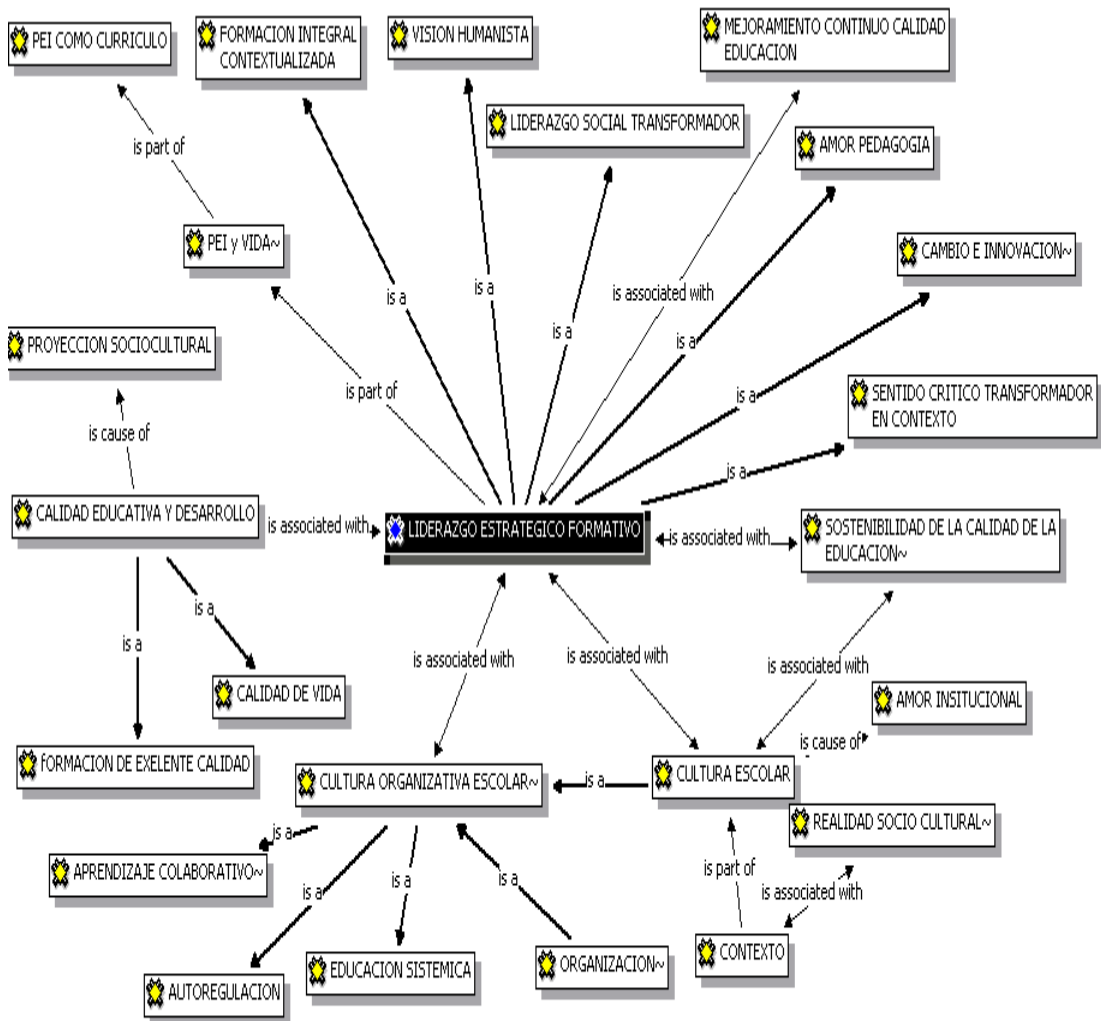 PEI COMO CURRICULO
FORMACION INTEGRAL
CONTEXTUALIZADA
VISION HUMANISTA
MEJORAMIENTO CONTINUO CALIDAD
EDUCACION
LIDERAZGO SOCIAL TRANSFORMADOR
AMOR PEDAGOGIA
is part of
PEI y VIDA~
CAMBIO E INNOVACION~
is a
is a
is associated with
is a
is a
PROYECCION SOCIOCULTURAL
is part of
is a
SENTIDO CRITICO TRANSFORMADOR
EN CONTEXTO
is cause of
is a
CALIDAD EDUCATIVA Y DESARROLLO
is associated with
LIDERAZGO ESTRATEGICO FORMATIVO
is associated with
SOSTENIBILIDAD DE LA CALIDAD DE LA
EDUCACION~
is a
is a
is associated with
is associated with
is associated with
CALIDAD DE VIDA
AMOR INSITUCIONAL
is cause of
fORMACION DE EXELENTE CALIDAD
CULTURA ORGANIZATIVA ESCOLAR~
is a
CULTURA ESCOLAR
REALIDAD SOCIO CULTURAL~
is a
APRENDIZAJE COLABORATIVO~
is a
is a
is a
is part of
is associated with
AUTOREGULACION
EDUCACION SISTEMICA
ORGANIZACION~
CONTEXTO